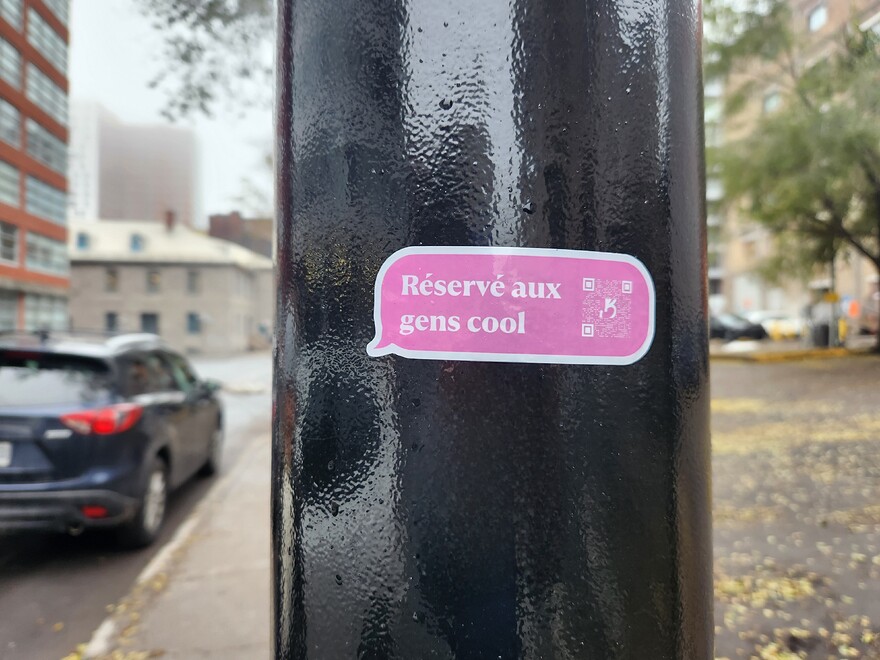 Réservé aux
gens cool